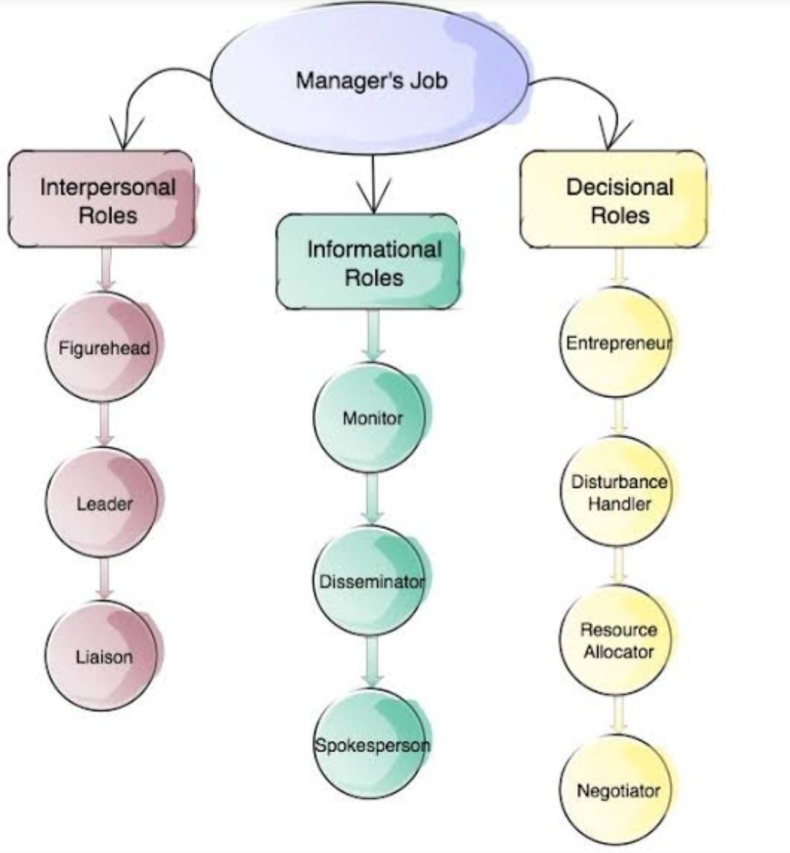 Manager's Job
Interpersonal
Roles
Figurehead
Leader
Liaison
Informational
Roles
Monitor
Disseminator
Spokesperson
Decisional
Roles
Entrepreneur
Disturbance
Handler
Resource
Allocator
Negotiator